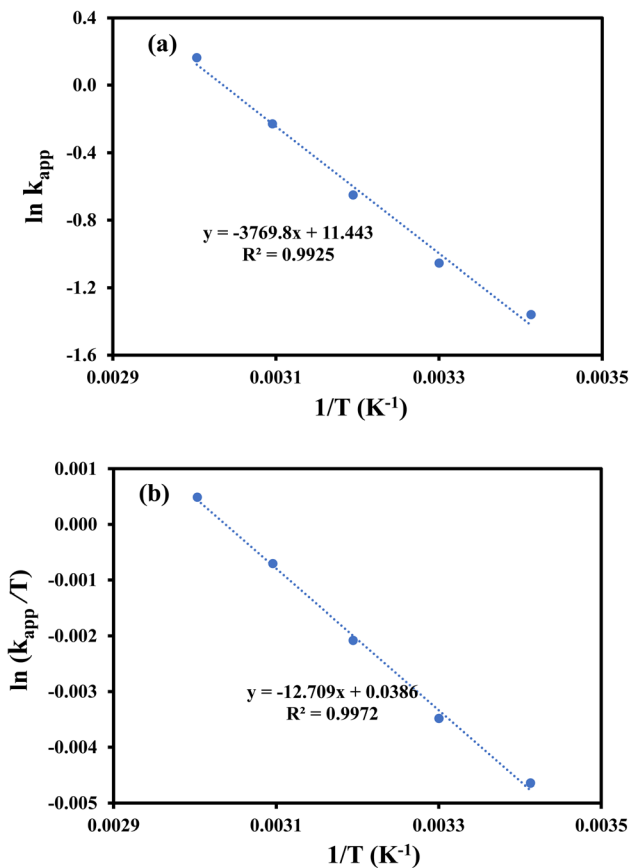 (a)
0.4
0.0
-0.4
-0.8
-1.2
-1.6
ln k_app
y = -3769.8x + 11.443
R² = 0.9925
0.0029 0.0031 0.0033 0.0035
1/T (K⁻¹)
(b)
0.001
0.000
-0.001
-0.002
-0.003
-0.004
-0.005
ln (k_app /T)
y = -12.709x + 0.0386
R² = 0.9972
0.0029 0.0031 0.0033 0.0035
1/T (K⁻¹)